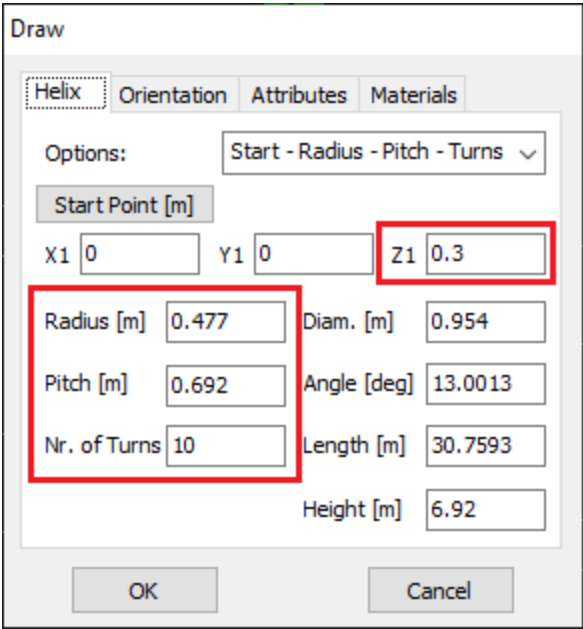 Draw
Helix Orientation Attributes Materials
Options: Start - Radius - Pitch - Turns
Start Point [m]
X1 0 Y1 0 Z1 0.3
Radius [m] 0.477 Diam. [m] 0.954
Pitch [m] 0.692 Angle [deg] 13.0013
Nr. of Turns 10 Length [m] 30.7593
Height [m] 6.92
OK Cancel